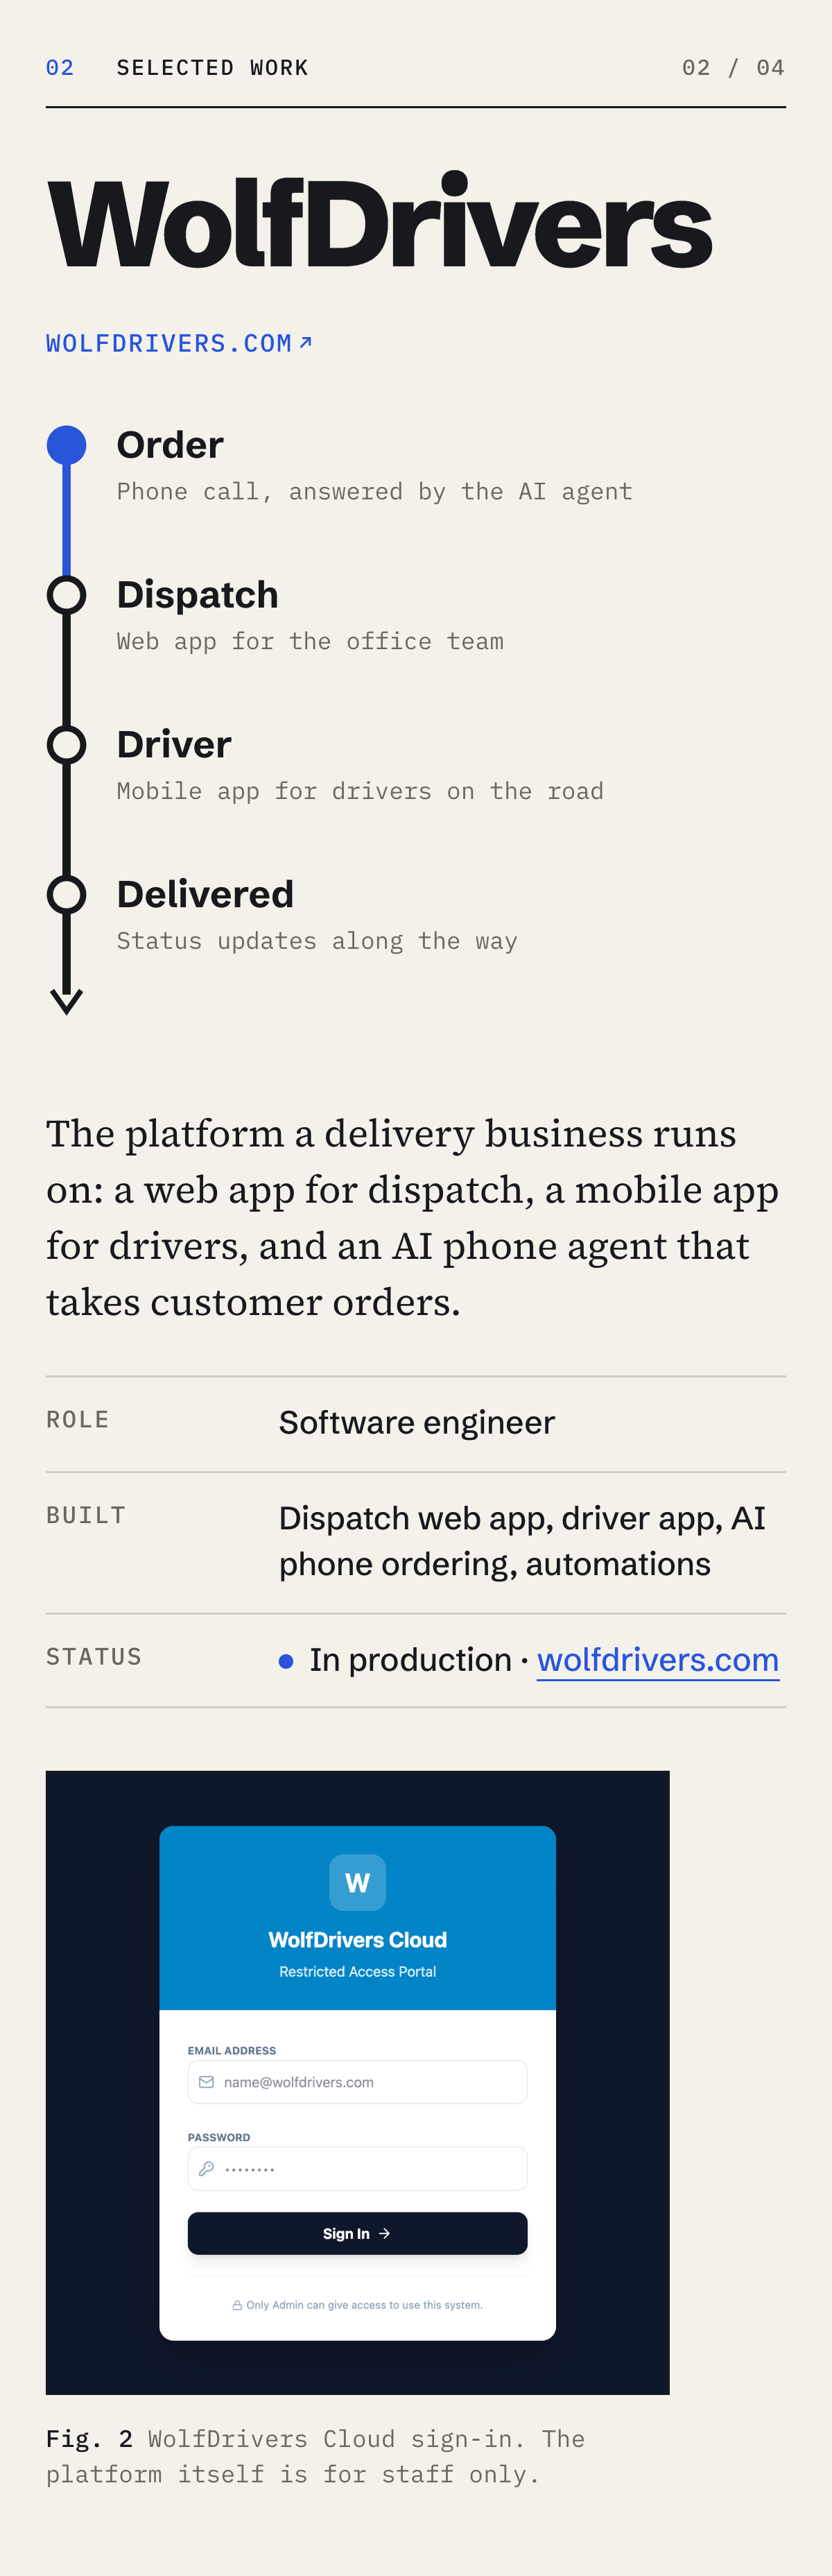 02 SELECTED WORK 02 / 04
WolfDrivers
WOLFDRIVERS.COM↗
Order
Phone call, answered by the AI agent
Dispatch
Web app for the office team
Driver
Mobile app for drivers on the road
Delivered
Status updates along the way
The platform a delivery business runs
on: a web app for dispatch, a mobile app
for drivers, and an AI phone agent that
takes customer orders.
ROLE Software engineer
BUILT Dispatch web app, driver app, AI
phone ordering, automations
STATUS In production · wolfdrivers.com
W
WolfDrivers Cloud
Restricted Access Portal
EMAIL ADDRESS
name@wolfdrivers.com
PASSWORD
••••••••
Sign In →
Only Admin can give access to use this system.
Fig. 2 WolfDrivers Cloud sign-in. The
platform itself is for staff only.